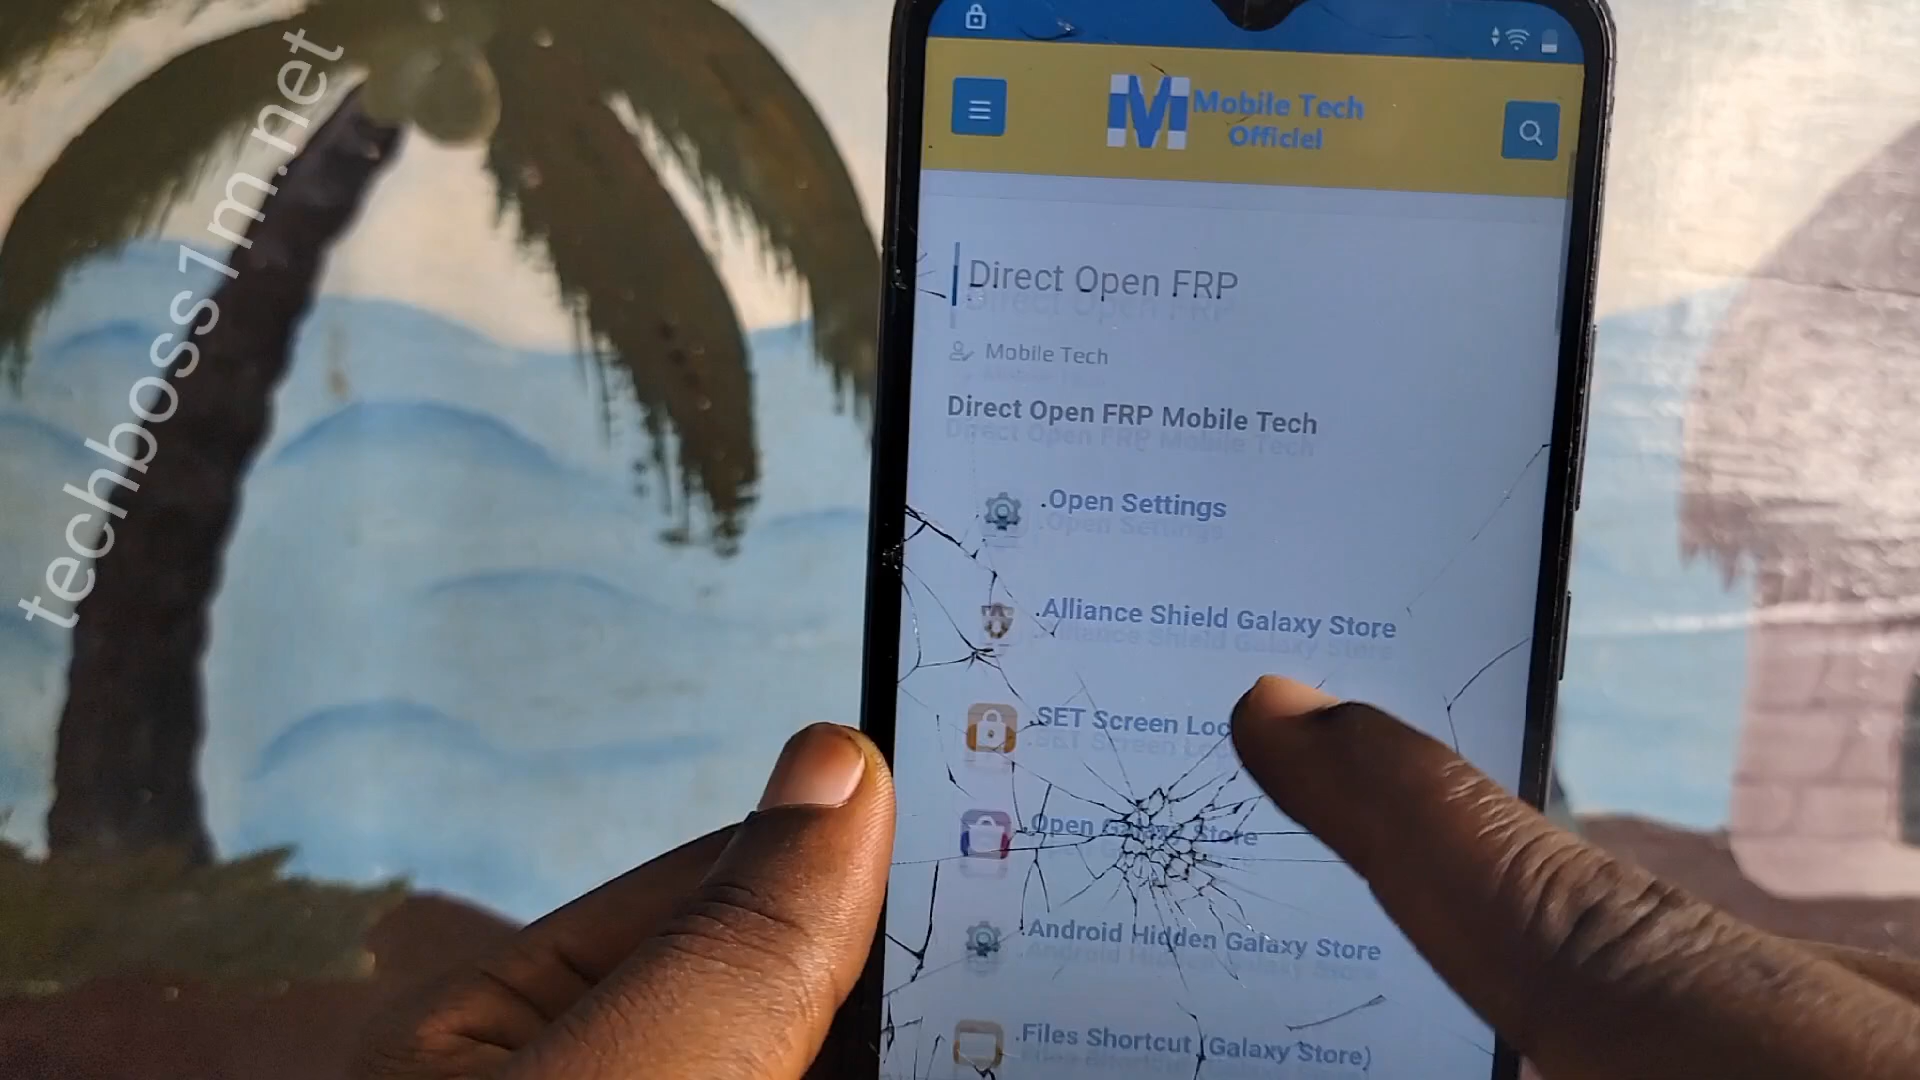 techboss1m.net
Mobile Tech
Officiel
Direct Open FRP
Mobile Tech
Direct Open FRP Mobile Tech
.Open Settings
.Alliance Shield Galaxy Store
.SET Screen Loc
.Open Galaxy Store
.Android Hidden Galaxy Store
.Files Shortcut (Galaxy Store)